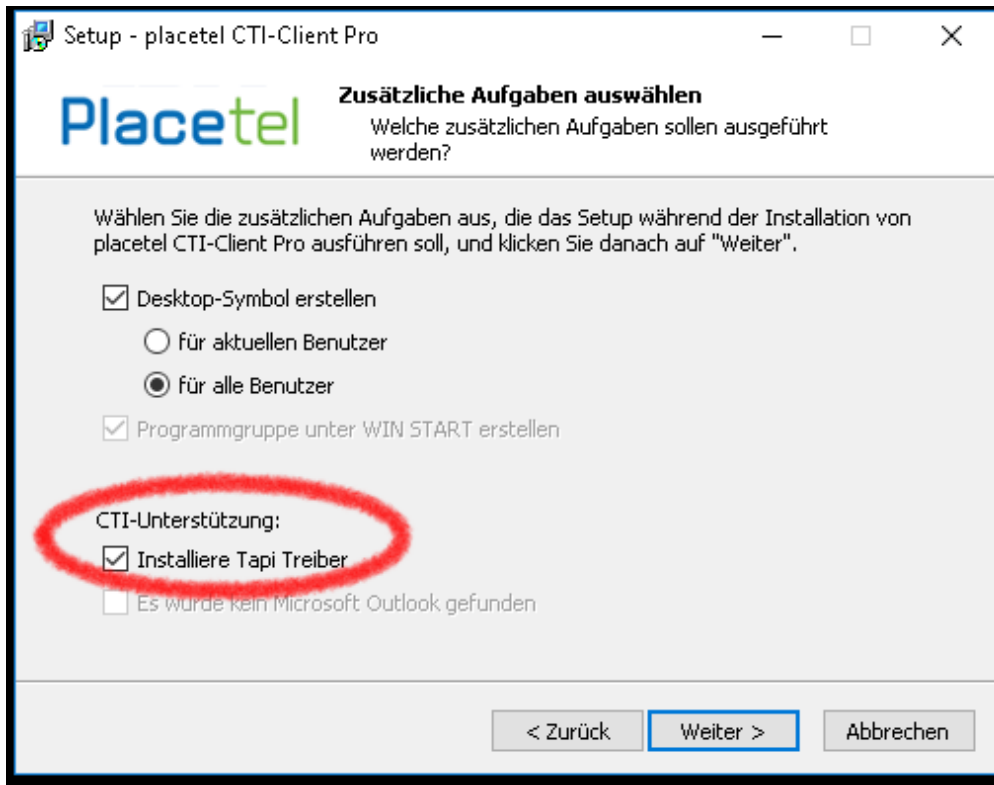 Setup - placetel CTI-Client Pro
Placetel
Zusätzliche Aufgaben auswählen
Welche zusätzlichen Aufgaben sollen ausgeführt
werden?
Wählen Sie die zusätzlichen Aufgaben aus, die das Setup während der Installation von
placetel CTI-Client Pro ausführen soll, und klicken Sie danach auf "Weiter".
Desktop-Symbol erstellen
für aktuellen Benutzer
für alle Benutzer
Programmgruppe unter WIN START erstellen
CTI-Unterstützung:
Installiere Tapi Treiber
Es wurde kein Microsoft Outlook gefunden
< Zurück Weiter > Abbrechen